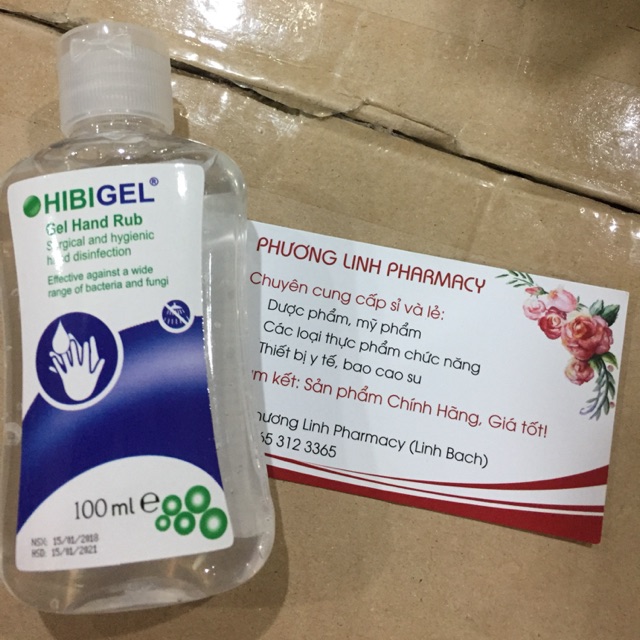 HIBIGEL®
Gel Hand Rub
Surgical and hygienic
hand disinfection
Effective against a wide
range of bacteria and fungi
100 ml e
NSX: 15/01/2018
HSD: 15/01/2021
PHƯƠNG LINH PHARMACY
Chuyên cung cấp sỉ và lẻ:
Dược phẩm, mỹ phẩm
Các loại thực phẩm chức năng
Thiết bị y tế, bao cao su
kết: Sản phẩm Chính Hãng, Giá tốt!
Phương Linh Pharmacy (Linh Bach)
65 312 3365